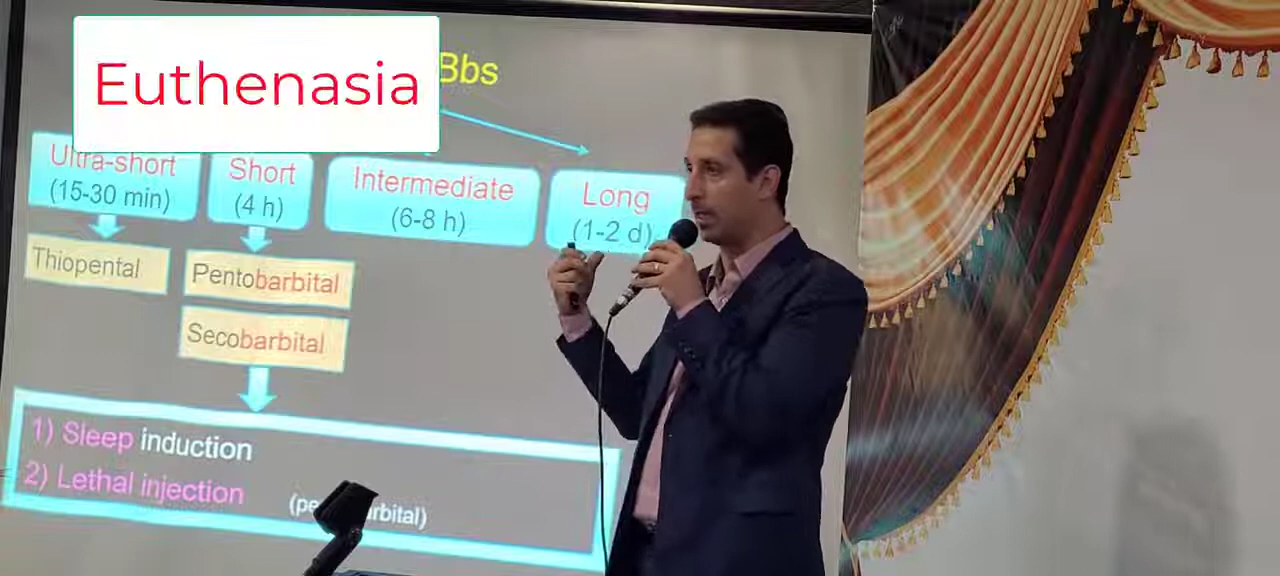 Euthenasia
Bbs
Ultra-short
(15-30 min)
Short
(4 h)
Intermediate
(6-8 h)
Long
(1-2 d)
Thiopental
Pentobarbital
Secobarbital
1) Sleep induction
2) Lethal injection